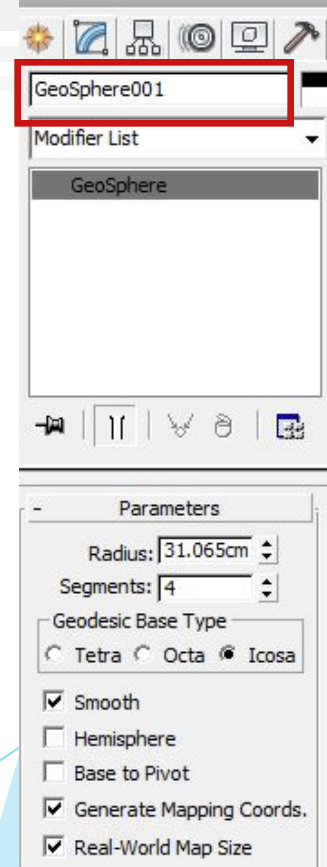 GeoSphere001
Modifier List
GeoSphere
- Parameters
Radius: 31.065cm
Segments: 4
Geodesic Base Type
Tetra Octa Icosa
Smooth
Hemisphere
Base to Pivot
Generate Mapping Coords.
Real-World Map Size